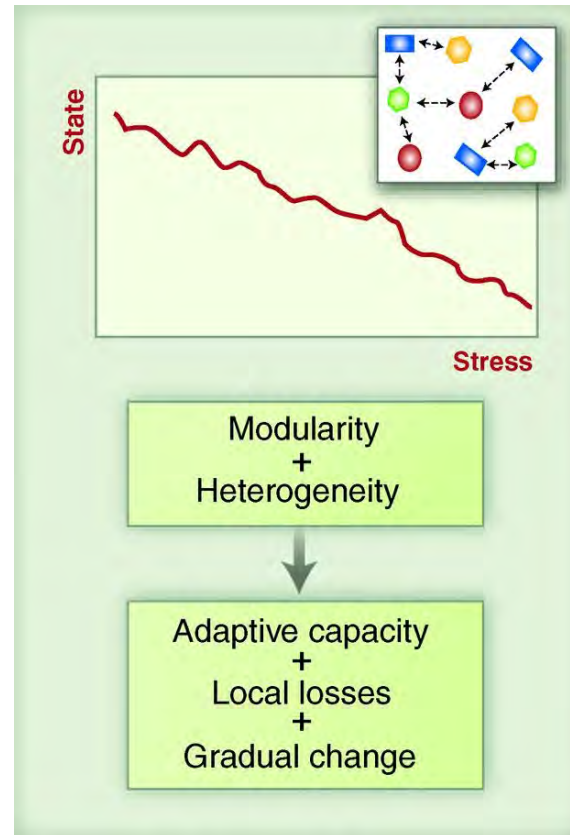 State
Stress
Modularity
+
Heterogeneity
Adaptive capacity
+
Local losses
+
Gradual change